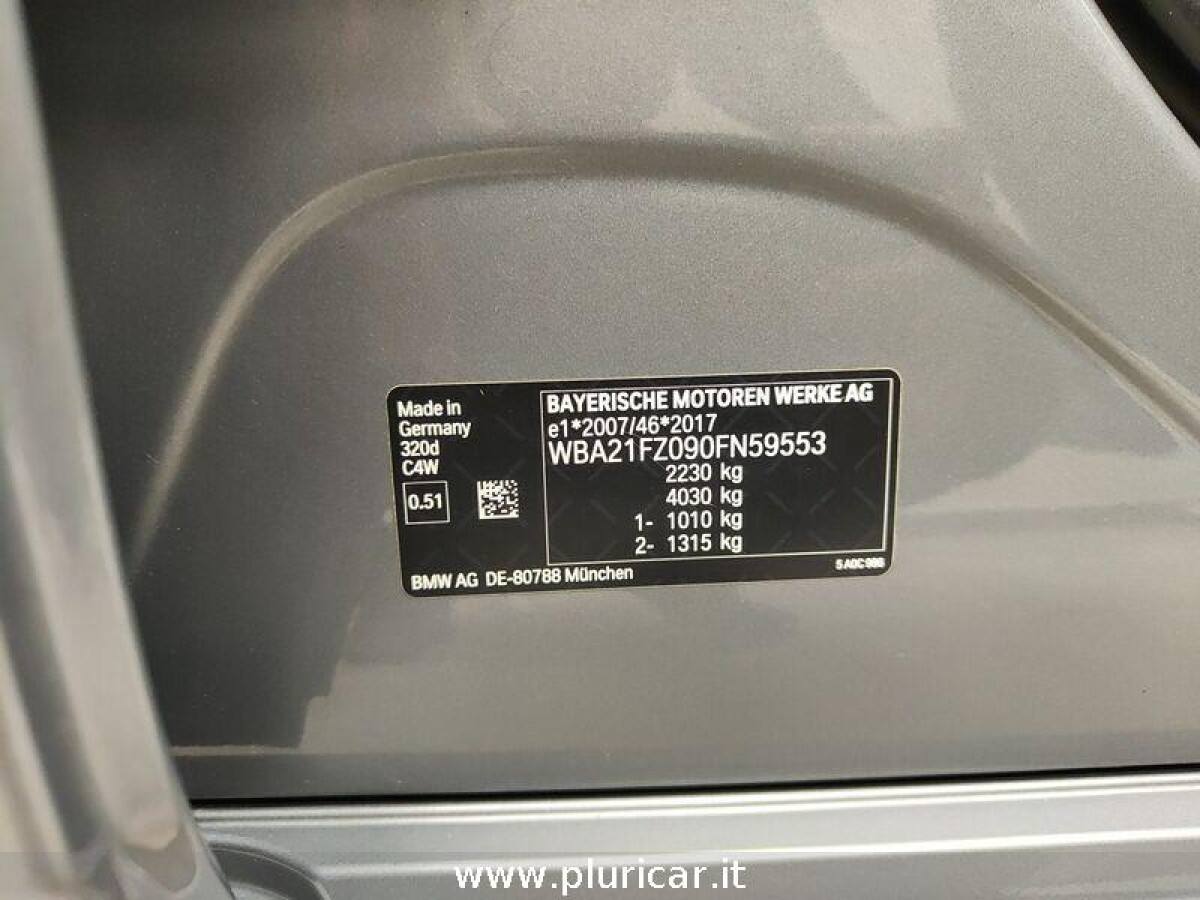 Made in
Germany
320d
C4W
0.51
BAYERISCHE MOTOREN WERKE AG
e1*2007/46*2017
WBA21FZ090FN59553
2230 kg
4030 kg
1- 1010 kg
2- 1315 kg
BMW AG DE-80788 München
www.pluricar.it